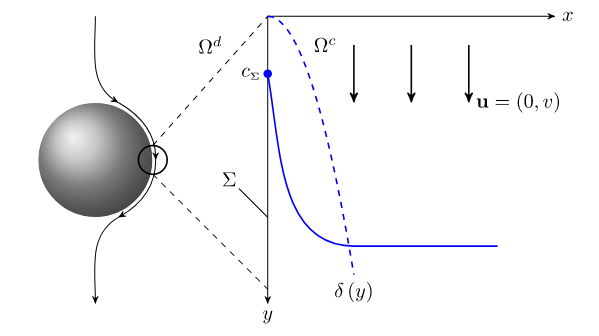 x
Ω^d
Ω^c
c_Σ
u = (0, v)
Σ
δ (y)
y